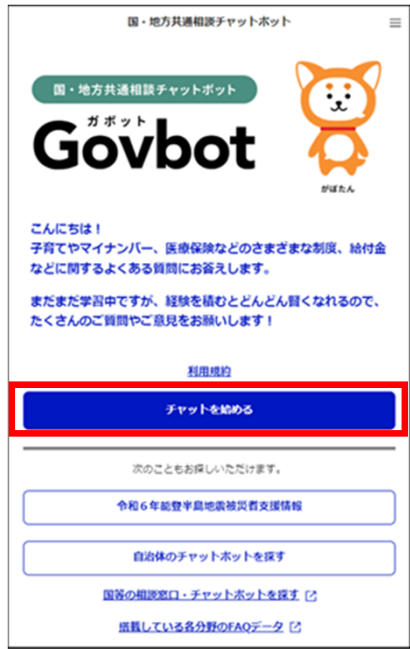 国・地方共通相談チャットボット
国・地方共通相談チャットボット
ガボット
Govbot
がぼたん
こんにちは！
子育てやマイナンバー、医療保険などのさまざまな制度、給付金
などに関するよくある質問にお答えします。
まだまだ学習中ですが、経験を積むとどんどん賢くなれるので、
たくさんのご質問やご意見をお願いします！
利用規約
チャットを始める
次のこともお探しいただけます。
令和６年能登半島地震被災者支援情報
自治体のチャットボットを探す
国等の相談窓口・チャットボットを探す
搭載している各分野のFAQデータ